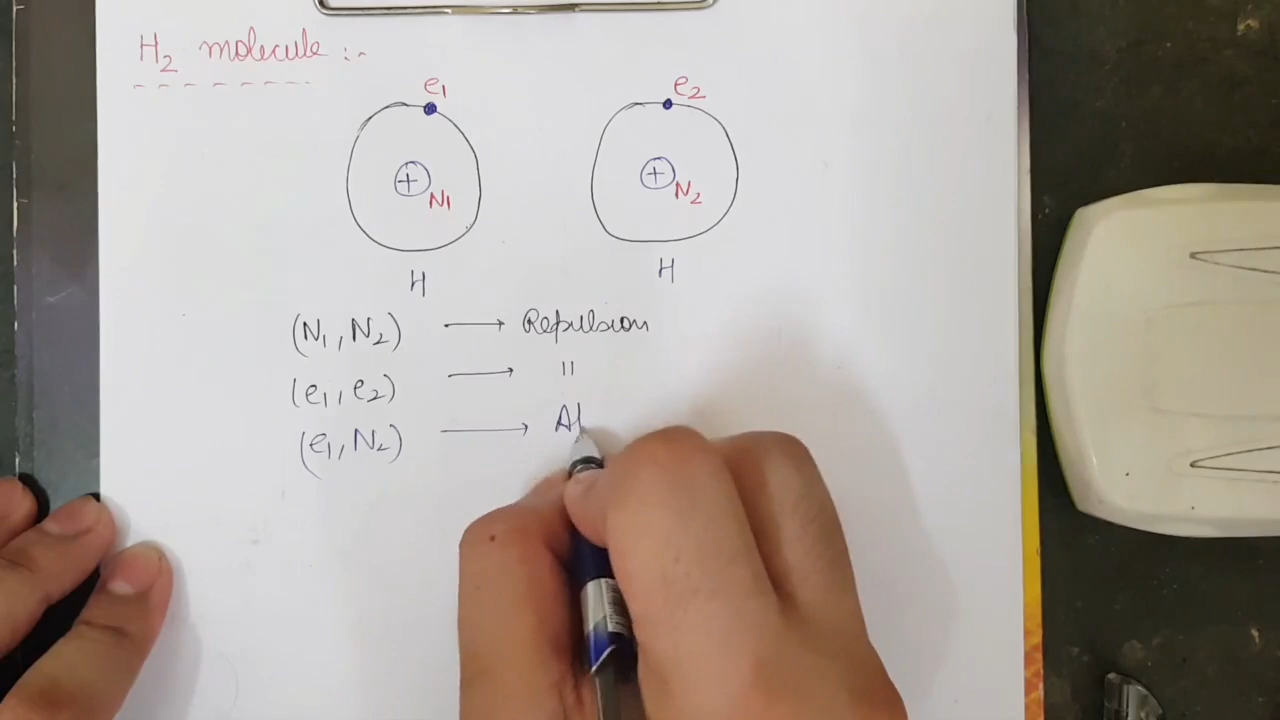 H₂ molecule :-
e₁ e₂
+ +
N₁ N₂
H H
(N₁, N₂) → Repulsion
(e₁, e₂) → "
(e₁, N₂) → At